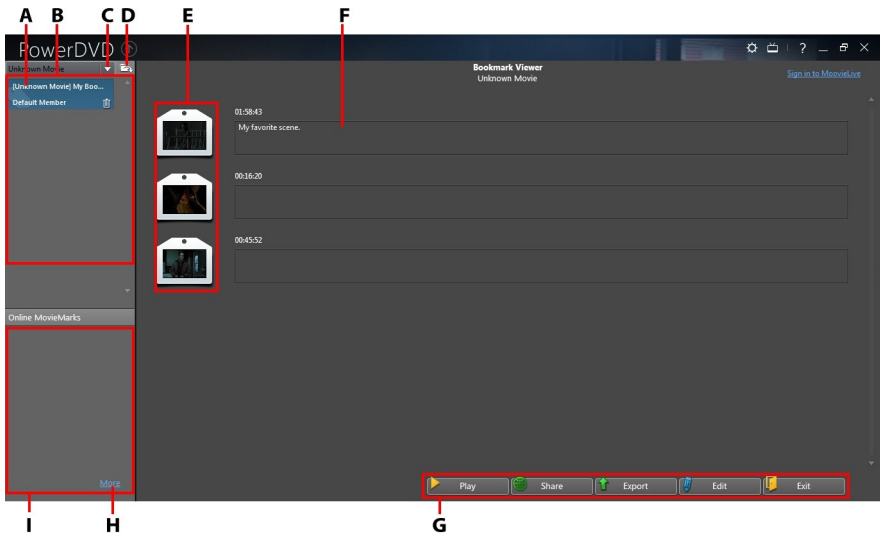 A B C D E F
PowerDVD
?
Unknown Movie
Bookmark Viewer
Unknown Movie
Sign in to MoovieLive
[Unknown Movie] My Boo...
Default Member
01:58:43
My favorite scene.
00:16:20
00:45:52
Online MovieMarks
More
Play Share Export Edit Exit
I H G